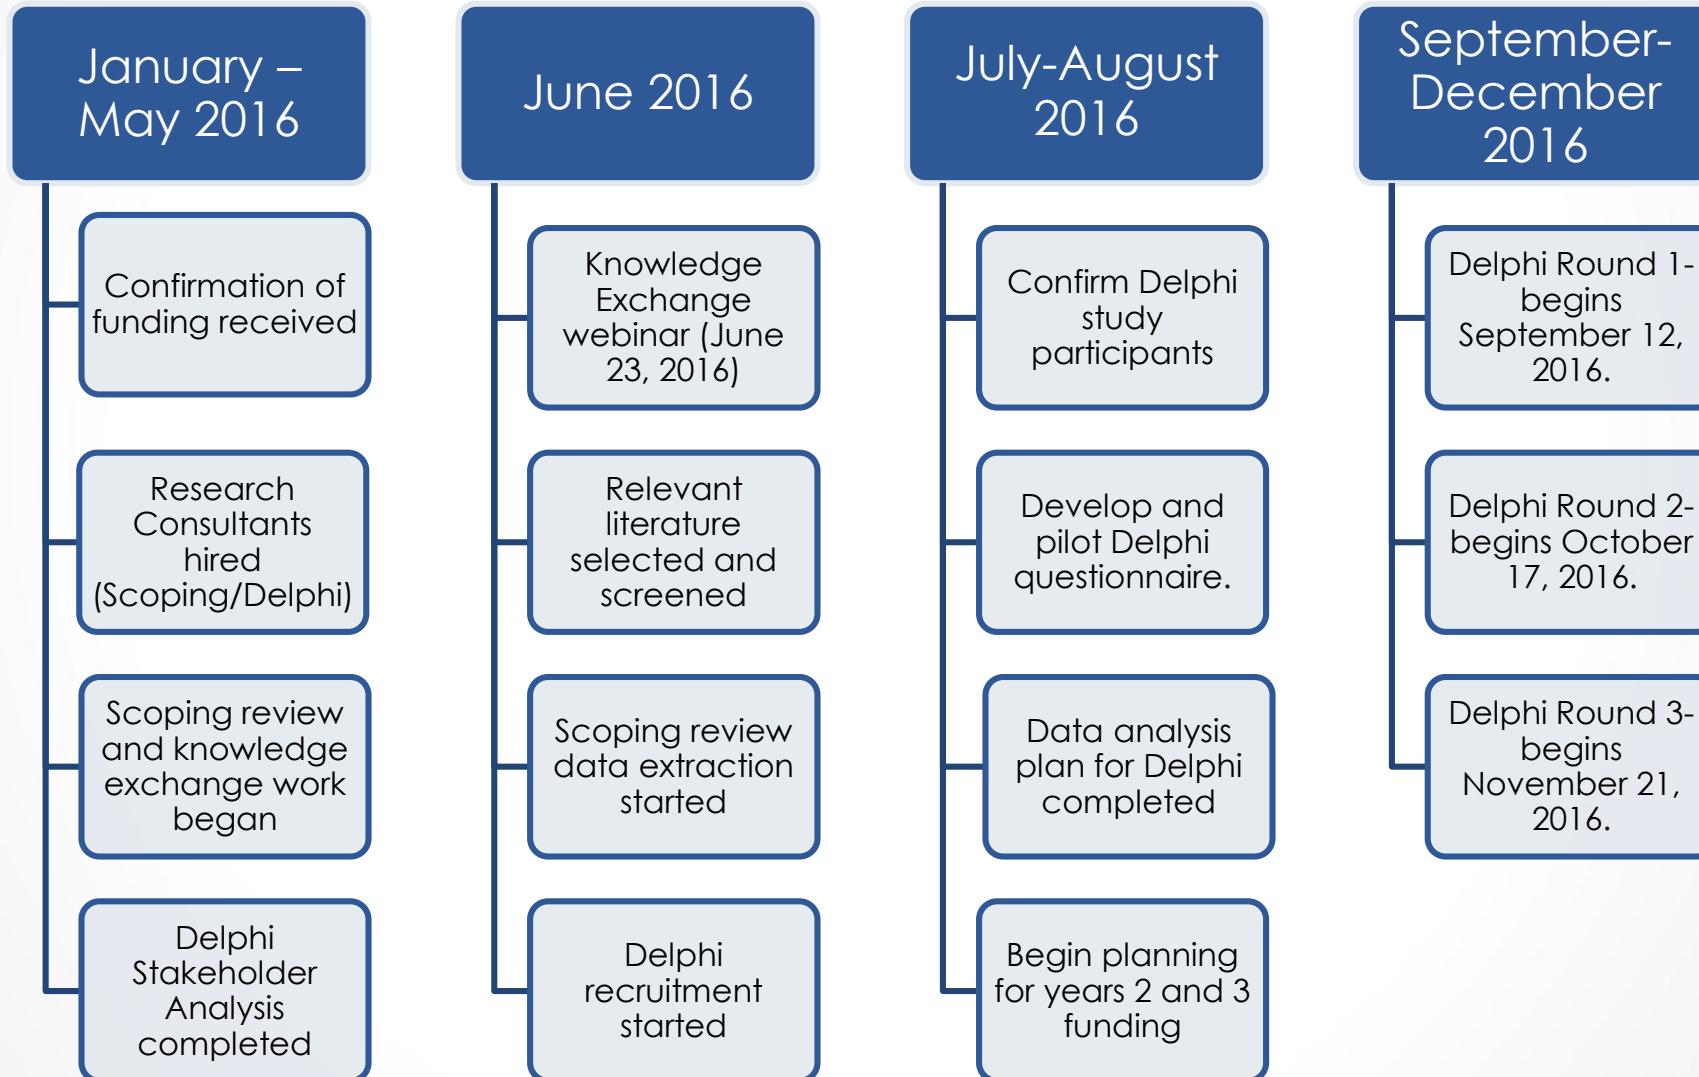 January –
May 2016
Confirmation of
funding received
Research
Consultants
hired
(Scoping/Delphi)
Scoping review
and knowledge
exchange work
began
Delphi
Stakeholder
Analysis
completed
June 2016
Knowledge
Exchange
webinar (June
23, 2016)
Relevant
literature
selected and
screened
Scoping review
data extraction
started
Delphi
recruitment
started
July-August
2016
Confirm Delphi
study
participants
Develop and
pilot Delphi
questionnaire.
Data analysis
plan for Delphi
completed
Begin planning
for years 2 and 3
funding
September-
December
2016
Delphi Round 1-
begins
September 12,
2016.
Delphi Round 2-
begins October
17, 2016.
Delphi Round 3-
begins
November 21,
2016.